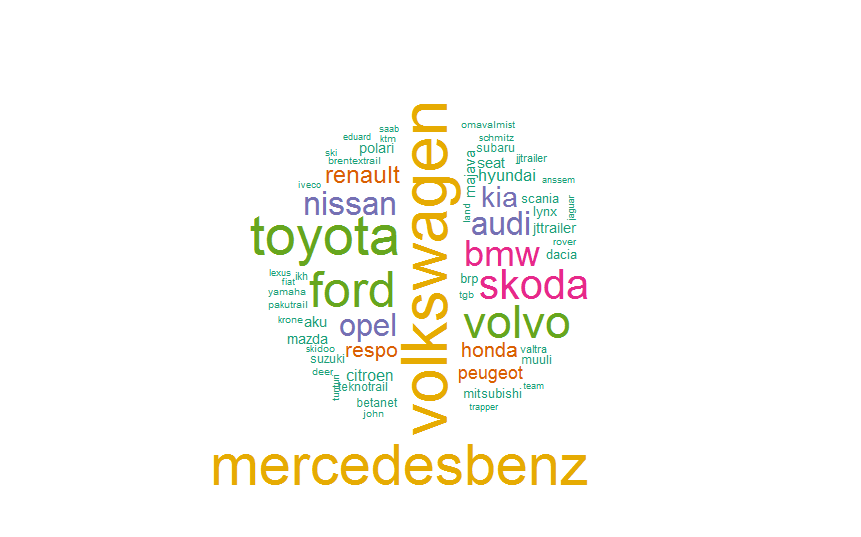 volkswagen
mercedesbenz
toyota
ford
volvo
skoda
bmw
audi
nissan
opel
kia
renault
respo
honda
peugeot
saab
eduard
ktm
polari
ski
brentextrail
iveco
omavalmist
schmitz
subaru
seat
jjtrailer
majava
hyundai
anssem
scania
land
lynx
jaguar
jttrailer
rover
dacia
brp
tgb
lexus
fiat
ikh
yamaha
pakutrail
krone
aku
mazda
skidoo
suzuki
deer
citroen
tunturi
teknotrail
betanet
john
valtra
muuli
mitsubishi
team
trapper